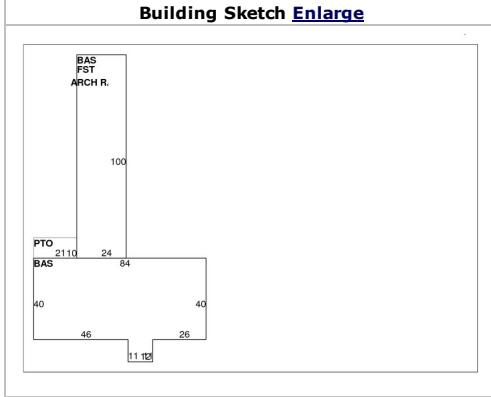 Building Sketch Enlarge
BAS
FST
ARCH R.
100
PTO
2110 24
BAS 84
40 40
46 26
11